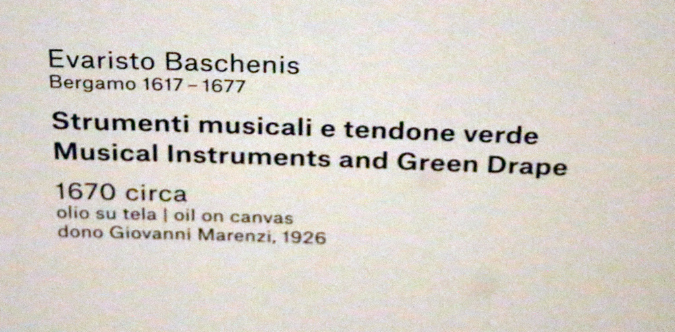 Evaristo Baschenis
Bergamo 1617 – 1677
Strumenti musicali e tendone verde
Musical Instruments and Green Drape
1670 circa
olio su tela | oil on canvas
dono Giovanni Marenzi, 1926